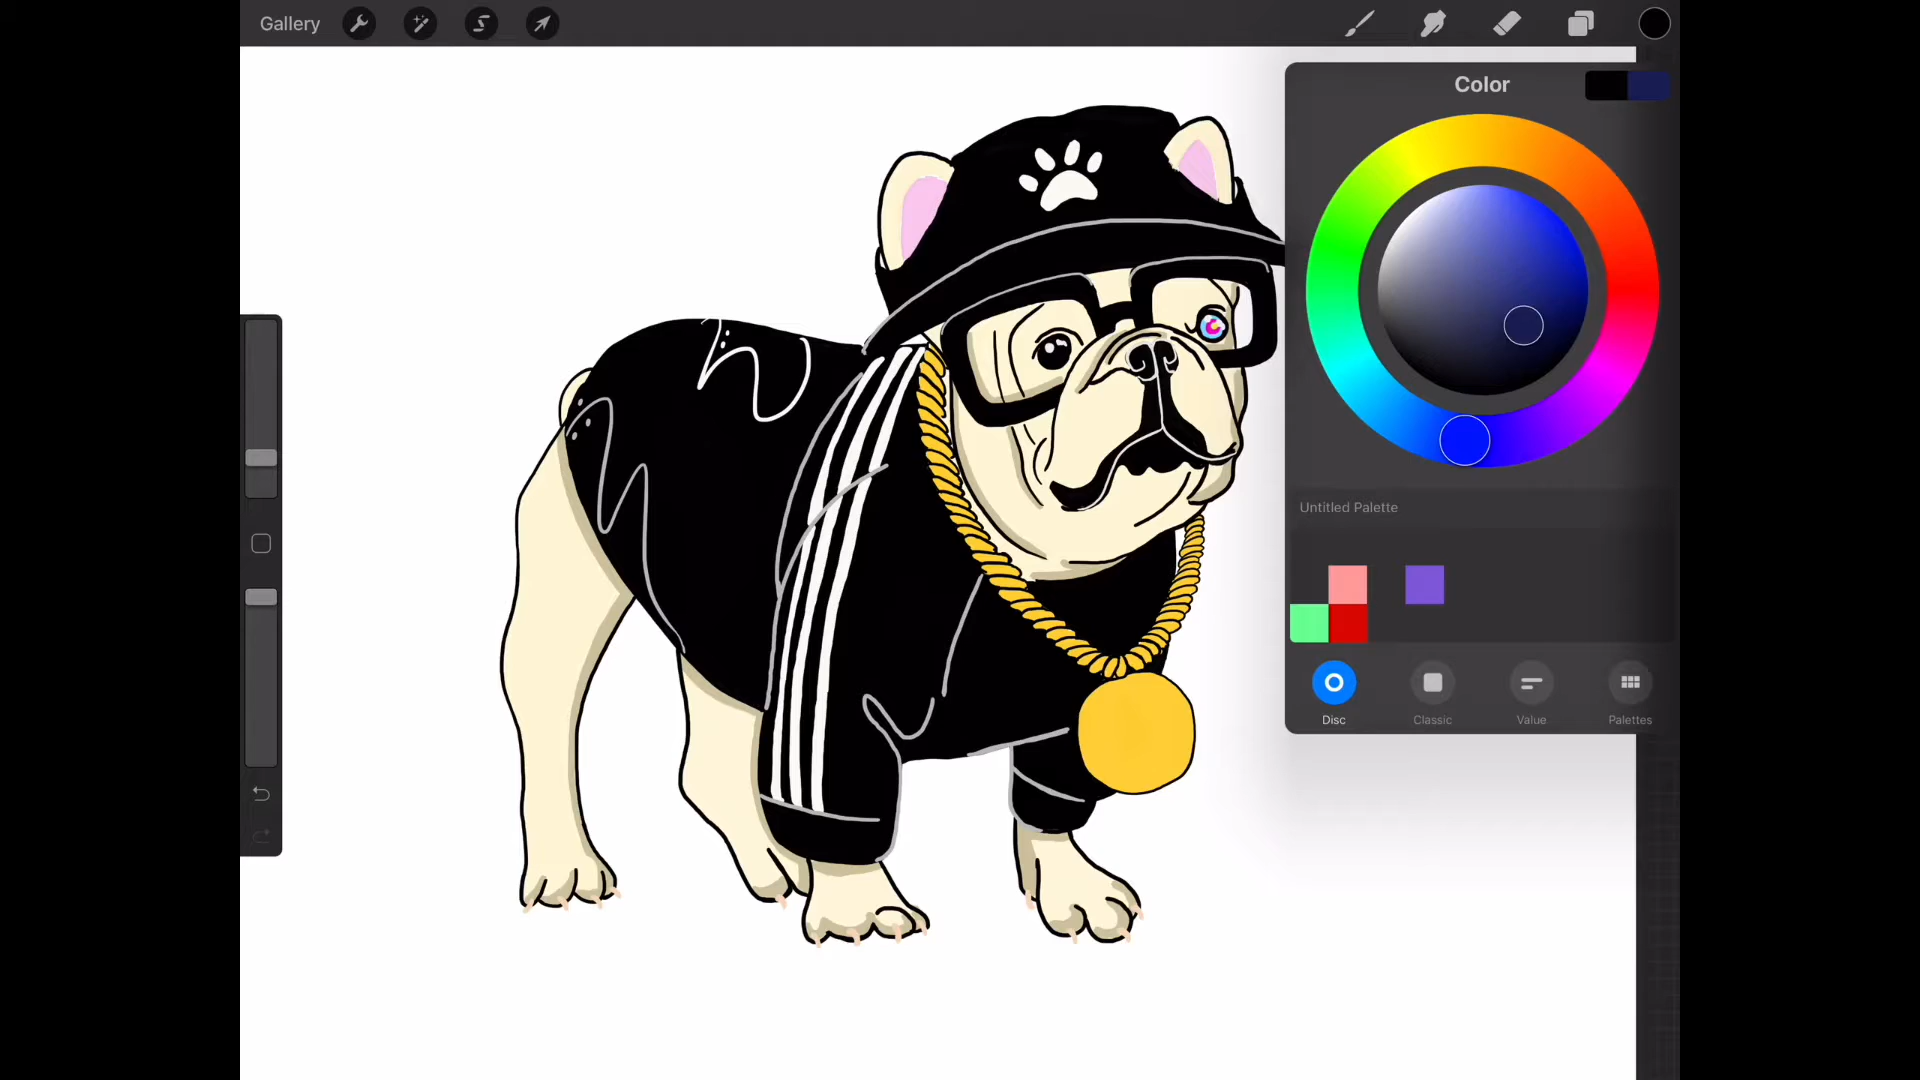 Gallery
Color
Untitled Palette
Disc
Classic
Value
Palettes